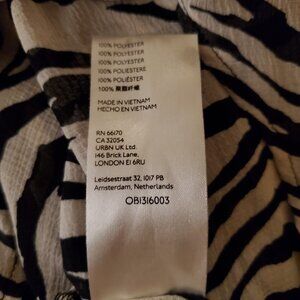 100% POLYESTER
100% POLYESTER
100% POLYESTER
100% POLIESTERE
100% POLIÉSTER
100% 聚酯纤维
MADE IN VIETNAM
HECHO EN VIETNAM
RN 66170
CA 32054
URBN UK Ltd.
146 Brick Lane,
LONDON E1 6RU
Leidsestraat 32, 1017 PB
Amsterdam, Netherlands
OB1316003